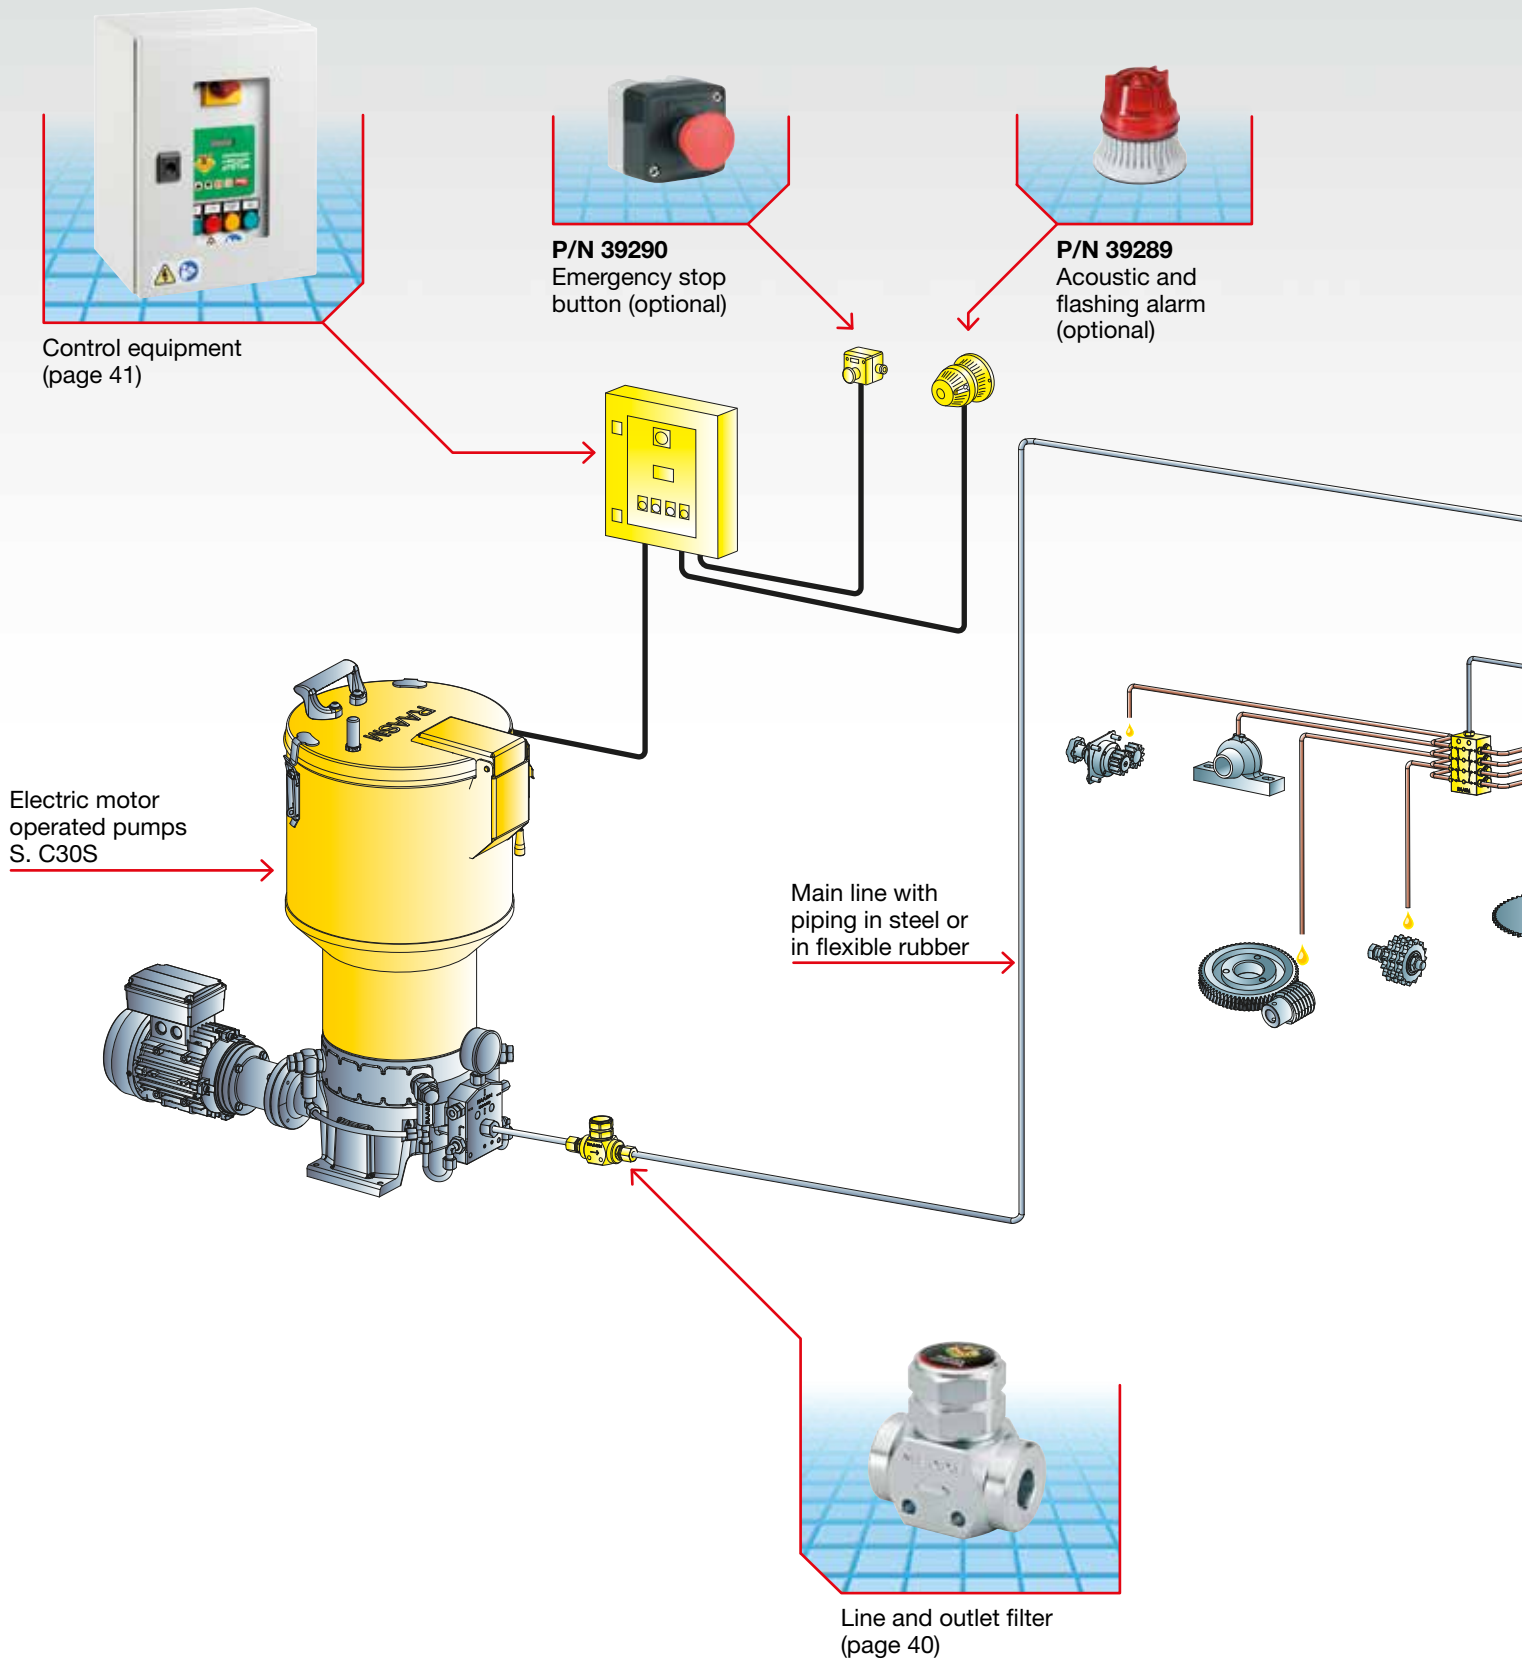 P/N 39290
Emergency stop
button (optional)
P/N 39289
Acoustic and
flashing alarm
(optional)
Control equipment
(page 41)
RAASM
Electric motor
operated pumps
S. C30S
Main line with
piping in steel or
in flexible rubber
Line and outlet filter
(page 40)